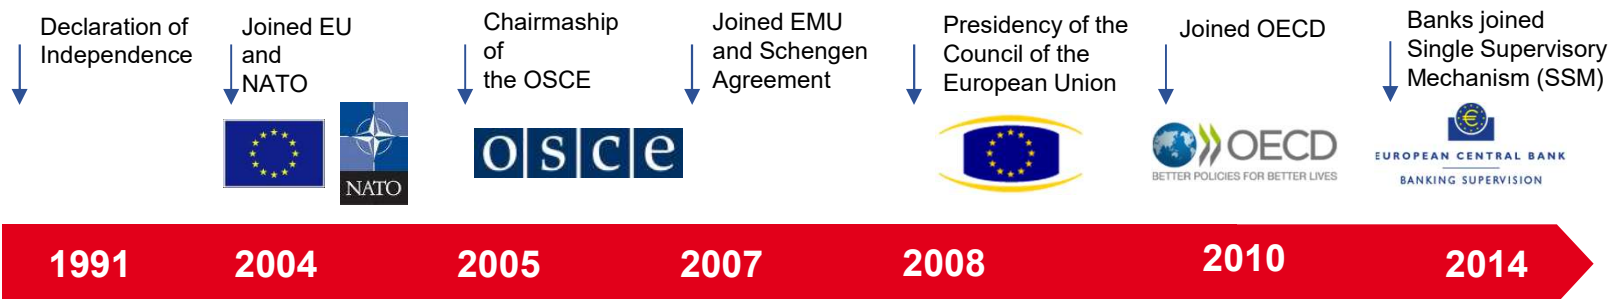 Declaration of
Independence
Joined EU
and
NATO
Chairmaship
of
the OSCE
Joined EMU
and Schengen
Agreement
Presidency of the
Council of the
European Union
Joined OECD
Banks joined
Single Supervisory
Mechanism (SSM)
NATO
osce
OECD
BETTER POLICIES FOR BETTER LIVES
€
EUROPEAN CENTRAL BANK
BANKING SUPERVISION
1991
2004
2005
2007
2008
2010
2014